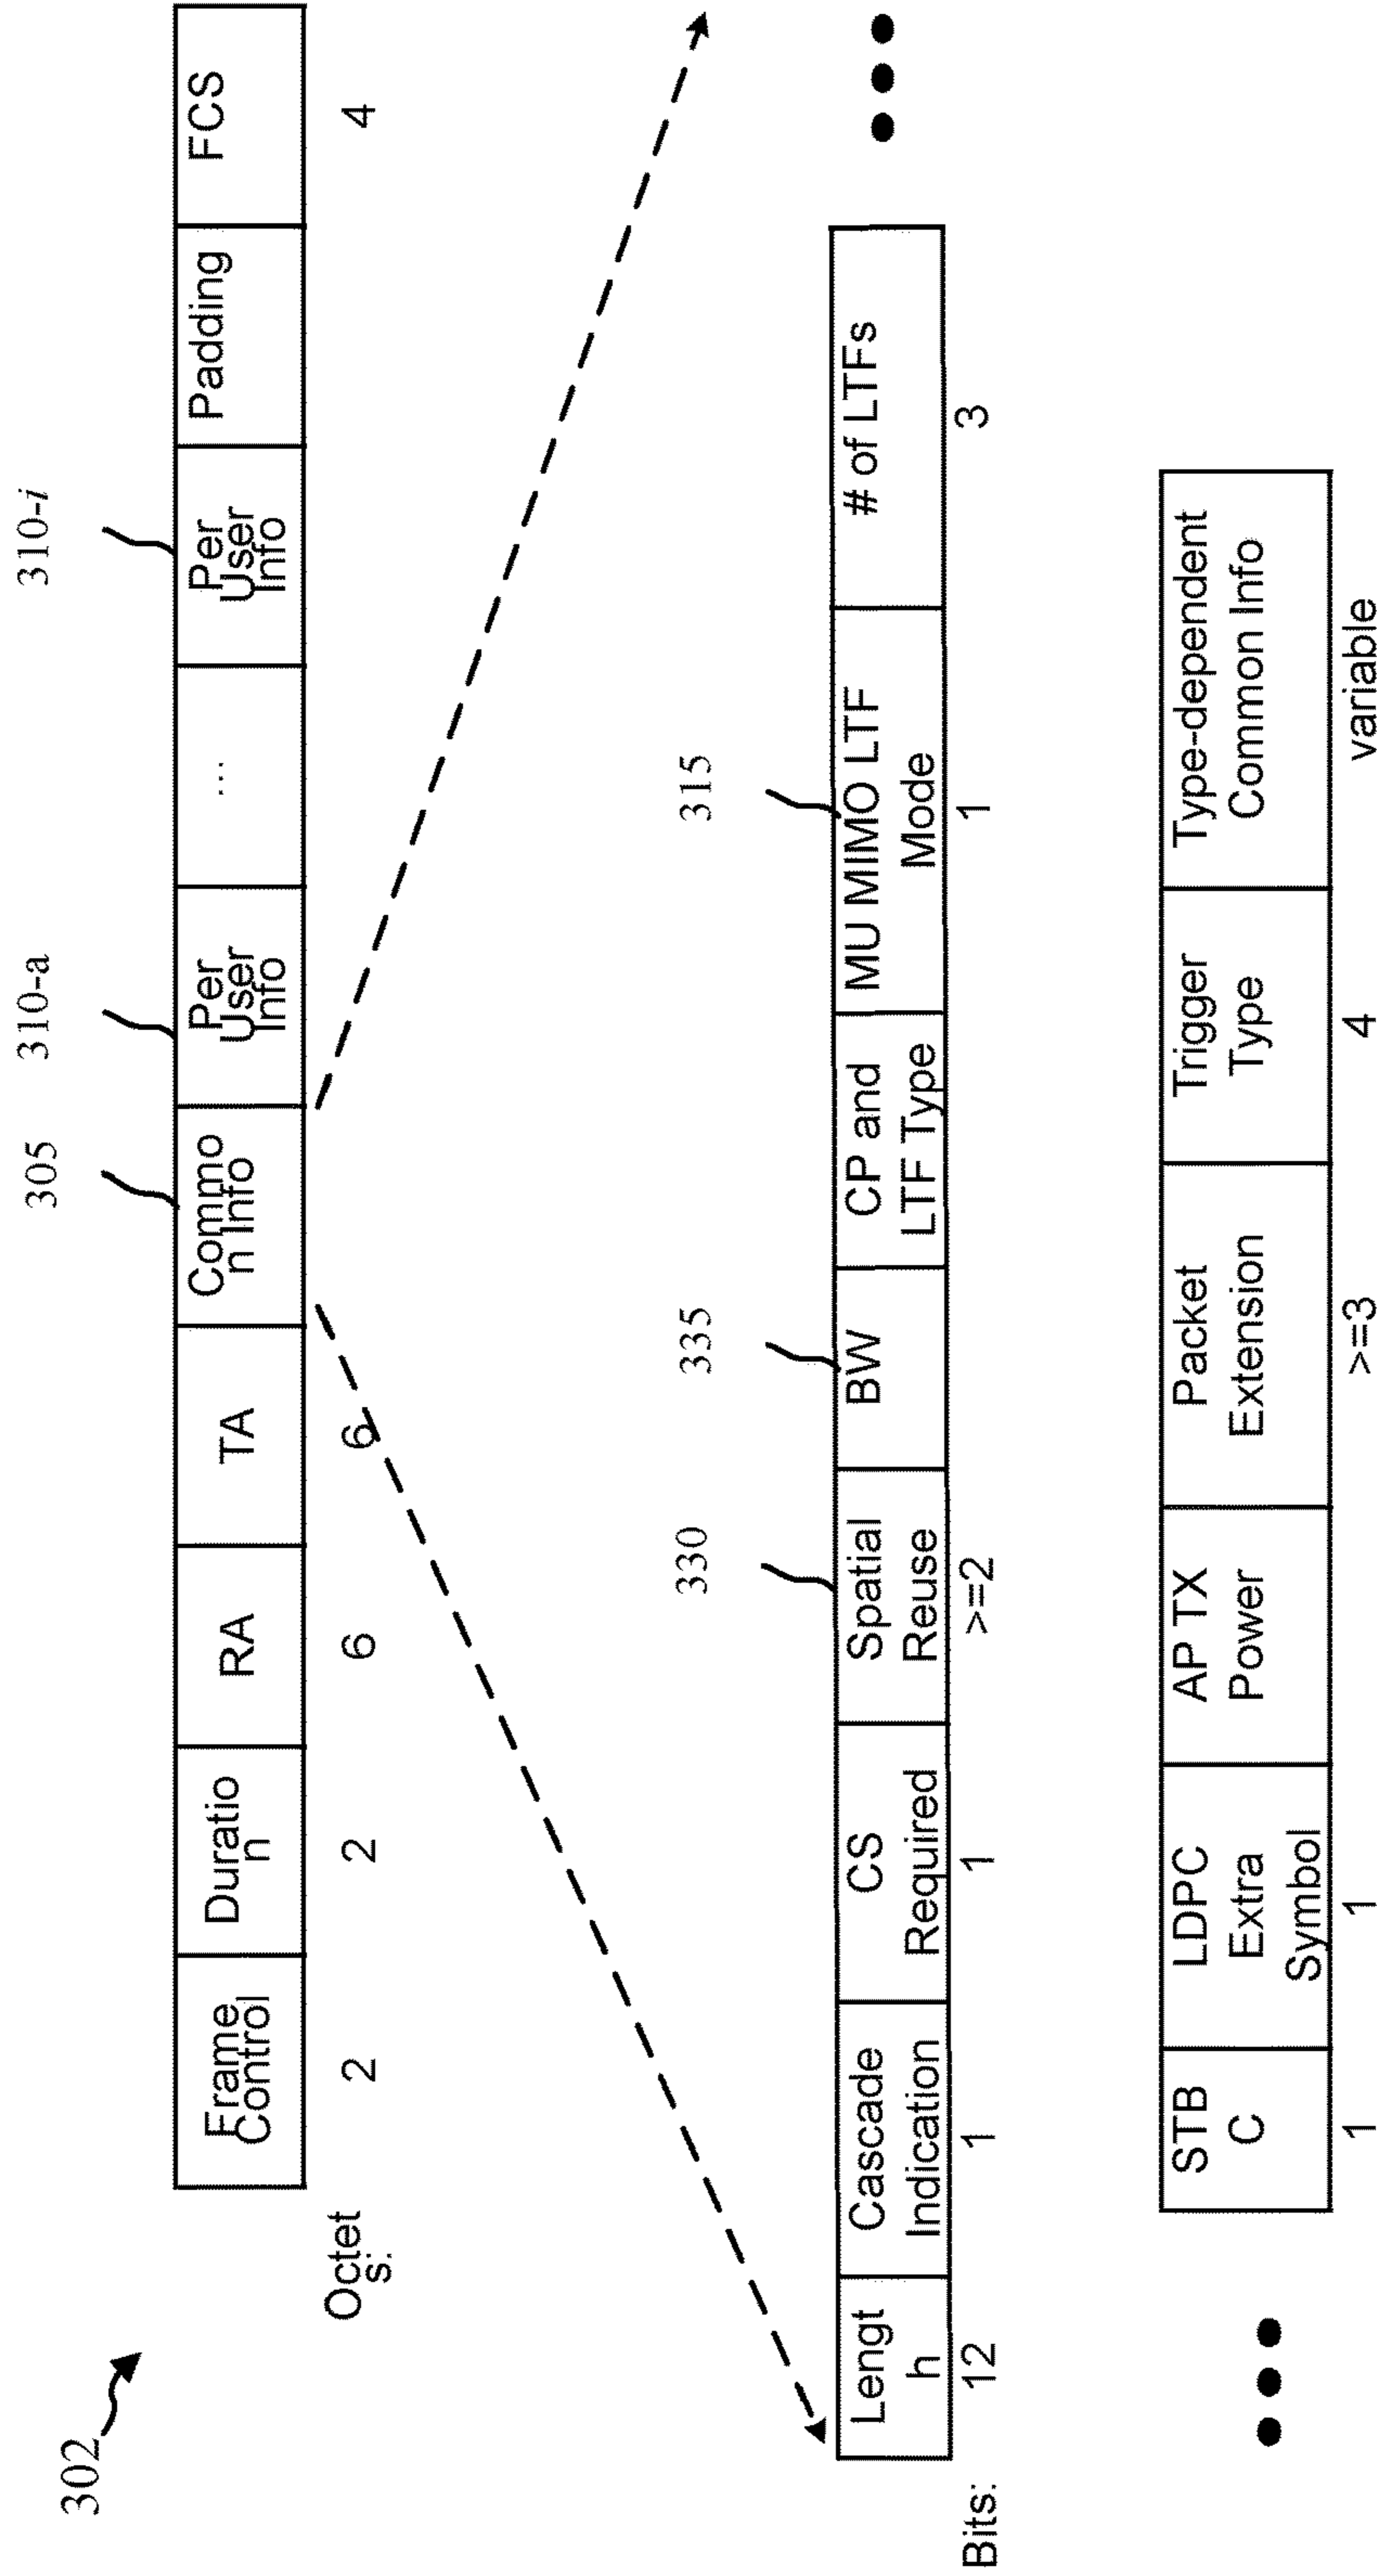 302
305
310-a
310-i
Frame
Control
Duratio
n
RA
TA
Commo
n Info
Per
User
Info
...
Per
User
Info
Padding
FCS
Octet
s:
2
2
6
6
4
330
335
315
Lengt
h
Cascade
Indication
CS
Required
Spatial
Reuse
BW
CP and
LTF Type
MU MIMO LTF
Mode
# of LTFs
Bits:
12
1
1
>=2
1
3
STB
C
LDPC
Extra
Symbol
AP TX
Power
Packet
Extension
Trigger
Type
Type-dependent
Common Info
1
1
>=3
4
variable